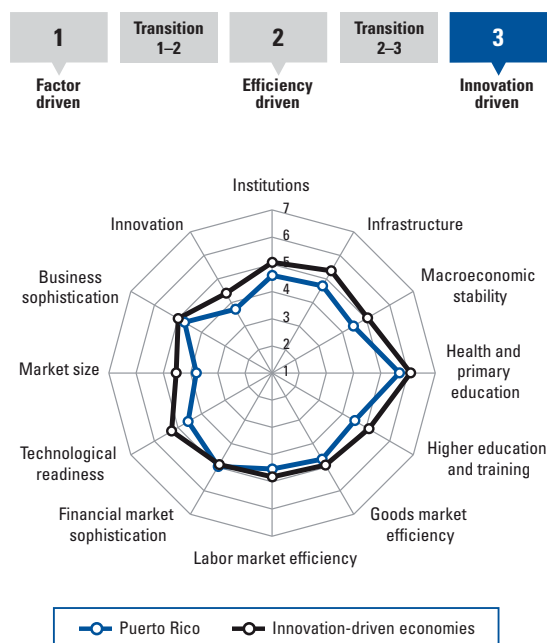 1
Transition
1–2
2
Transition
2–3
3
Factor
driven
Efficiency
driven
Innovation
driven
Institutions
7
Innovation
Infrastructure
6
Business
sophistication
5
Macroeconomic
stability
4
3
Market size
2
1
Health and
primary
education
Technological
readiness
Higher education
and training
Financial market
sophistication
Goods market
efficiency
Labor market efficiency
Puerto Rico
Innovation-driven economies